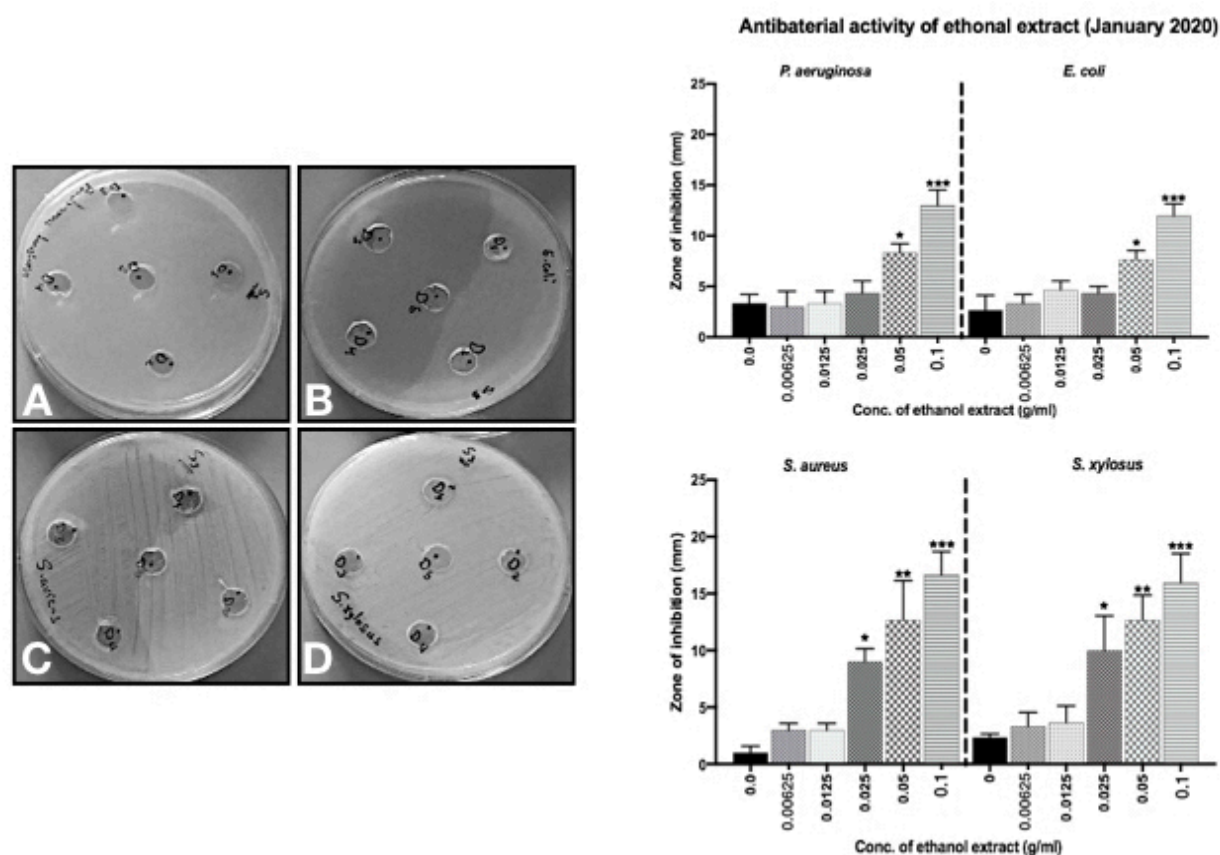 Antibaterial activity of ethonal extract (January 2020)
P. aeruginosa
E. coli
Zone of inhibition (mm)
25
20
15
10
5
0
*
***
*
***
0.0
0.00625
0.0125
0.025
0.05
0.1
0
0.00625
0.0125
0.025
0.05
0.1
Conc. of ethanol extract (g/ml)
S. aureus
S. xylosus
Zone of inhibition (mm)
25
20
15
10
5
0
*
**
***
*
**
***
0.0
0.00625
0.0125
0.025
0.05
0.1
0
0.00625
0.0125
0.025
0.05
0.1
Conc. of ethanol extract (g/ml)
A
B
E.coli
D4
C
S.aureus
D
S.xylosus